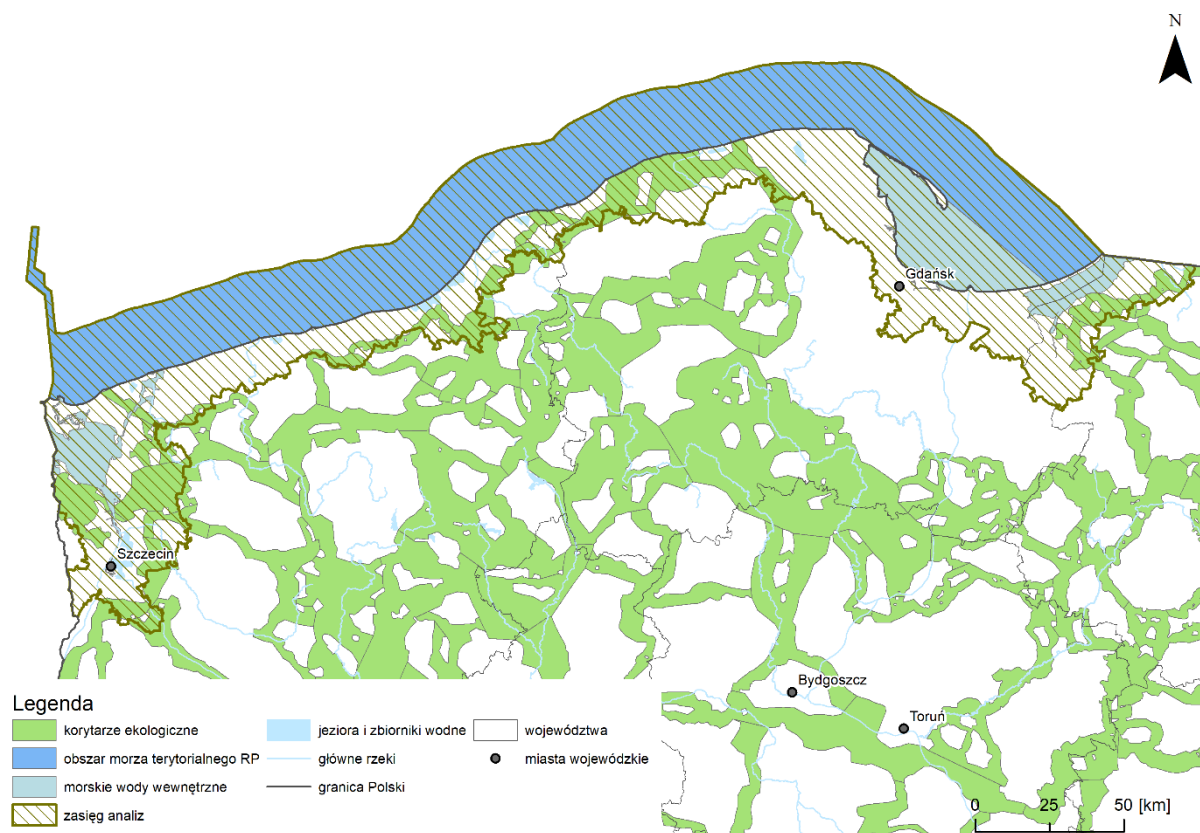 N
Gdańsk
Szczecin
Bydgoszcz
Toruń
Legenda
korytarze ekologiczne
obszar morza terytorialnego RP
morskie wody wewnętrzne
zasięg analiz
jeziora i zbiorniki wodne
główne rzeki
granica Polski
województwa
miasta wojewódzkie
0 25 50 [km]